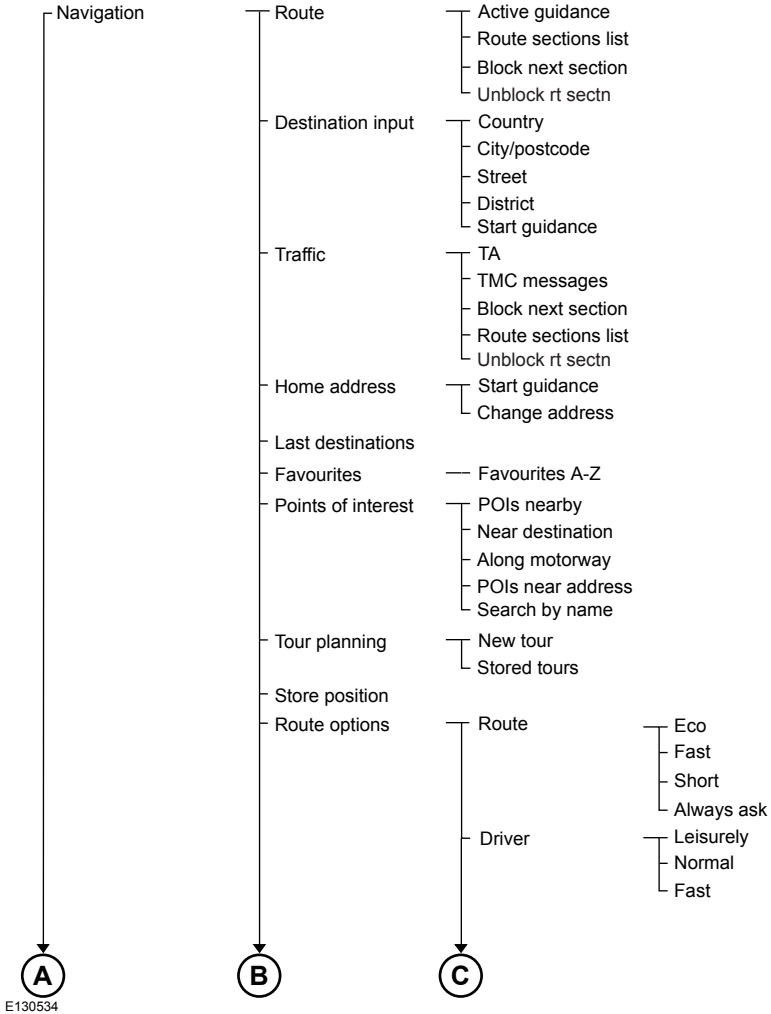 Navigation Route Active guidance
Route sections list
Block next section
Unblock rt sectn
Destination input Country
City/postcode
Street
District
Start guidance
Traffic TA
TMC messages
Block next section
Route sections list
Unblock rt sectn
Home address Start guidance
Change address
Last destinations
Favourites Favourites A-Z
Points of interest POIs nearby
Near destination
Along motorway
POIs near address
Search by name
Tour planning New tour
Stored tours
Store position
Route options Route Eco
Fast
Short
Always ask
Driver Leisurely
Normal
Fast
A B C
E130534